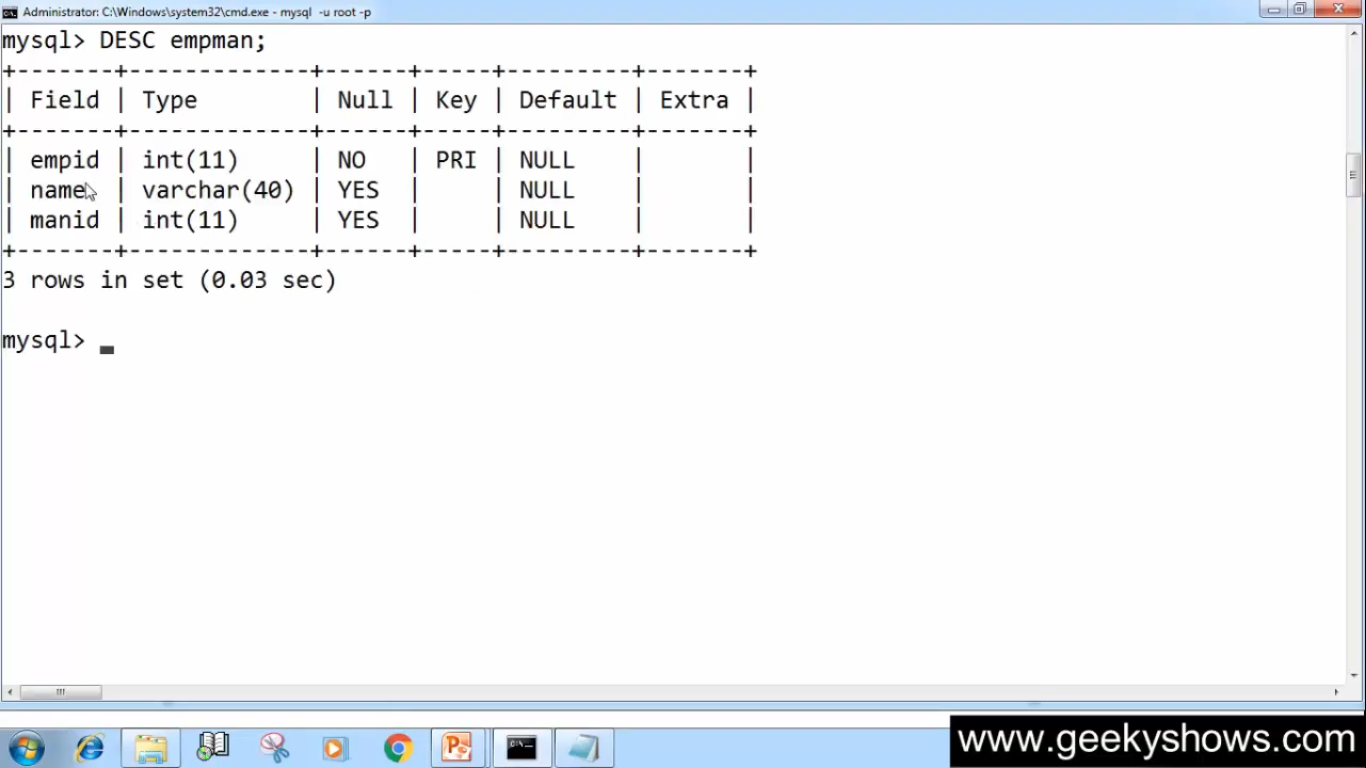 Administrator: C:\Windows\system32\cmd.exe - mysql -u root -p
mysql> DESC empman;
+-------+-------------+------+-----+---------+-------+
| Field | Type        | Null | Key | Default | Extra |
+-------+-------------+------+-----+---------+-------+
| empid | int(11)     | NO   | PRI | NULL    |       |
| name  | varchar(40) | YES  |     | NULL    |       |
| manid | int(11)     | YES  |     | NULL    |       |
+-------+-------------+------+-----+---------+-------+
3 rows in set (0.03 sec)
mysql>
www.geekyshows.com